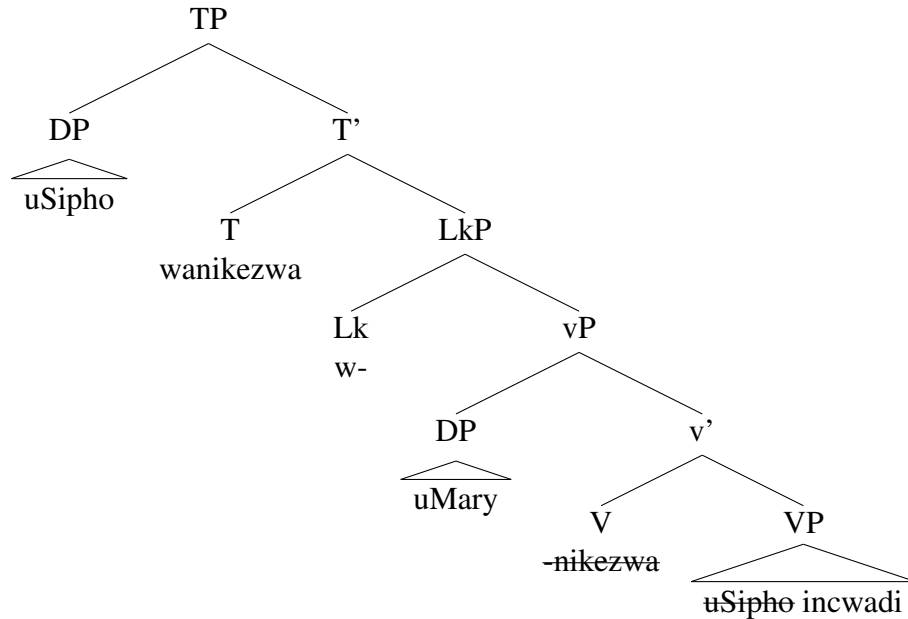 TP
DP T’
uSipho
T LkP
wanikezwa
Lk vP
w-
DP v’
uMary
V VP
-nikezwa uSipho incwadi